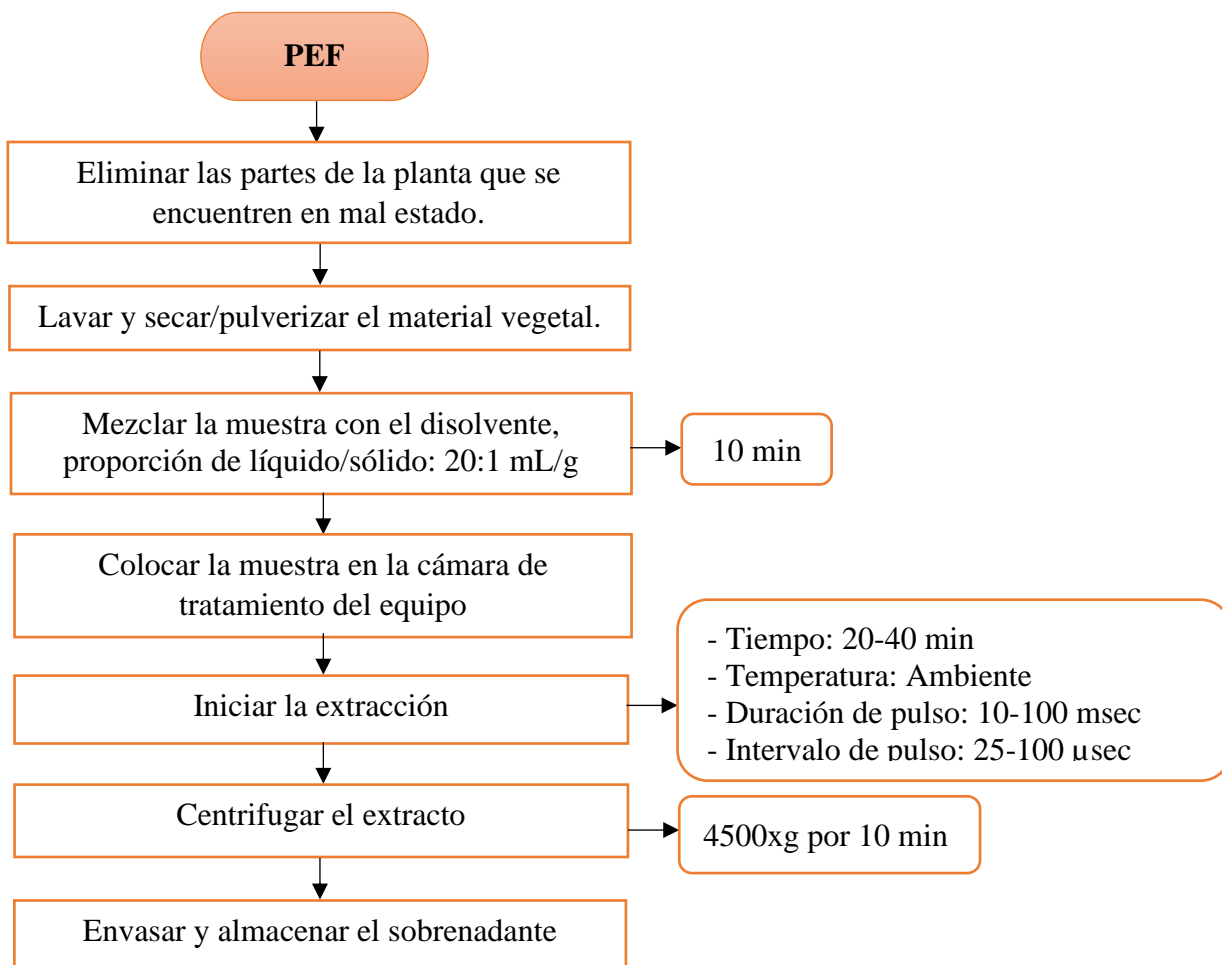 PEF
Eliminar las partes de la planta que se
encuentren en mal estado.
Lavar y secar/pulverizar el material vegetal.
Mezclar la muestra con el disolvente,
proporción de líquido/sólido: 20:1 mL/g
10 min
Colocar la muestra en la cámara de
tratamiento del equipo
Iniciar la extracción
- Tiempo: 20-40 min
- Temperatura: Ambiente
- Duración de pulso: 10-100 msec
- Intervalo de pulso: 25-100 µsec
Centrifugar el extracto
4500xg por 10 min
Envasar y almacenar el sobrenadante